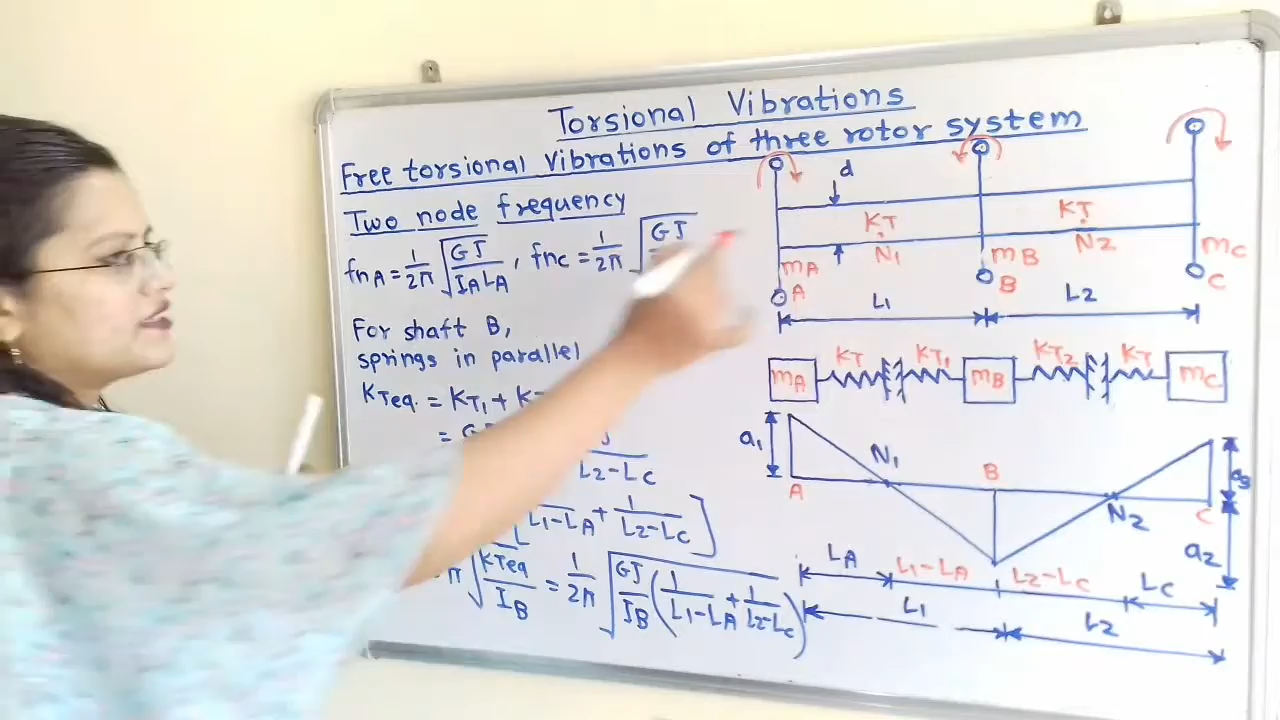 Torsional Vibrations
Free torsional vibrations of three rotor system
Two node frequency
fnA = 1/2π √(GJ/IALA), fnC = 1/2π √(GJ
For shaft B,
springs in parallel
KTeq. = KT1 +
=
L2-LC
L1-LA + 1/(L2-LC)]
√(KTeq/IB) = 1/2π √(GJ/IB (1/(L1-LA) + 1/(L2-LC)))
d
KT KT
N1 N2
mA mB mC
A B C
L1 L2
mA KT KT1 mB KT2 KT mC
a1 N1 B a3
A N2 C
a2
LA L1-LA L2-LC LC
L1 L2